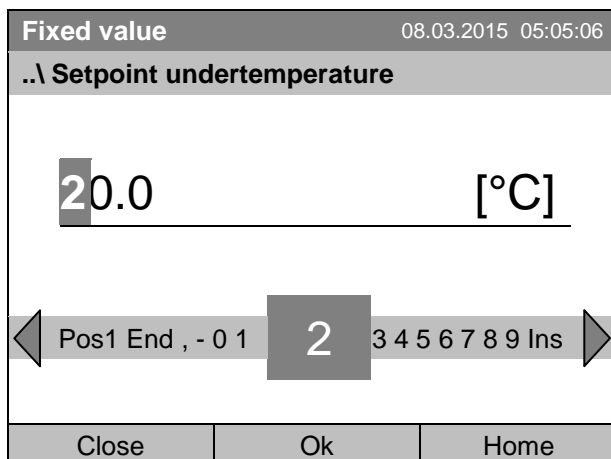 Fixed value 08.03.2015 05:05:06
..\ Setpoint undertemperature
20.0 [°C]
Pos1 End , - 0 1 2 3 4 5 6 7 8 9 Ins
Close Ok Home